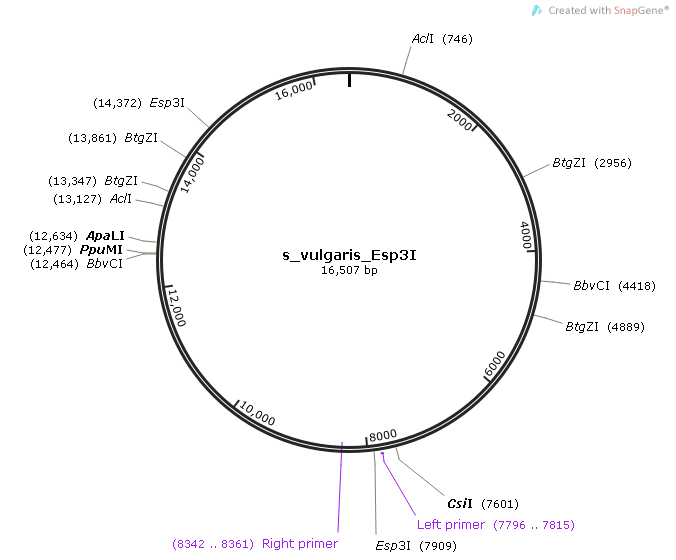 Created with SnapGene®
AclI (746)
16,000
2000
(14,372) Esp3I
(13,861) BtgZI
14,000
BtgZI (2956)
(13,347) BtgZI
(13,127) AclI
(12,634) ApaLI
(12,477) PpuMI
(12,464) BbvCI
4000
s_vulgaris_Esp3I
16,507 bp
BbvCI (4418)
12,000
BtgZI (4889)
6000
10,000
8000
CsiI (7601)
Left primer (7796 .. 7815)
(8342 .. 8361) Right primer
Esp3I (7909)